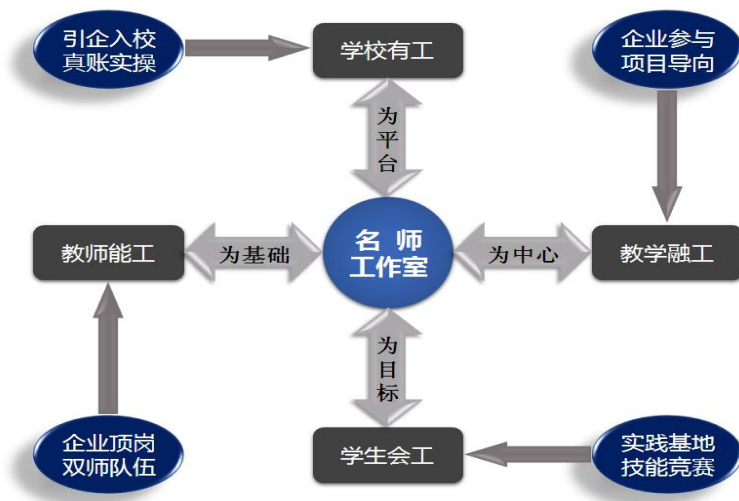 引企入校
真账实操
学校有工
企业参与
项目导向
为
平
台
教师能工
为基础
名 师
工作室
为中心
教学融工
为
目
标
企业顶岗
双师队伍
学生会工
实践基地
技能竞赛